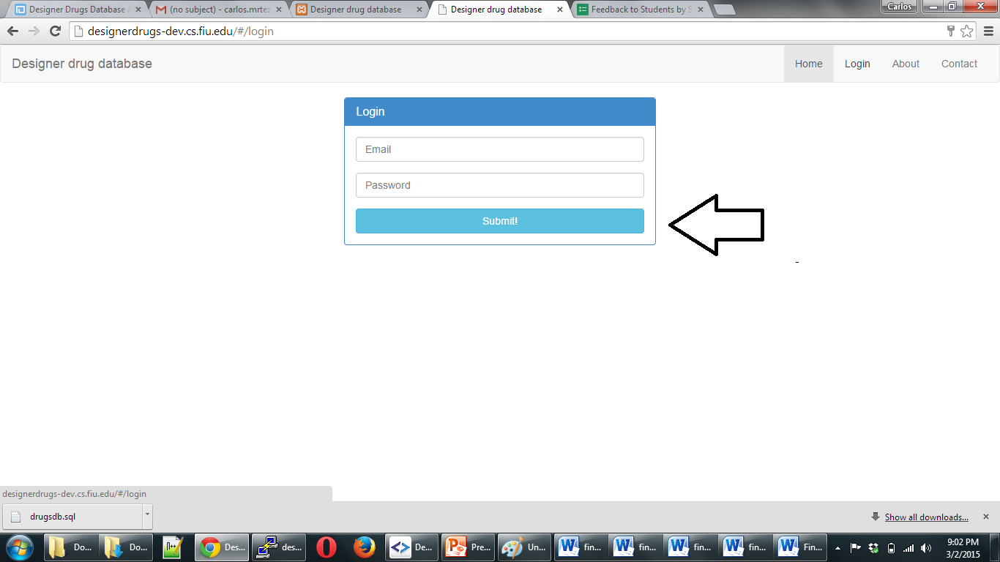 Designer Drugs Database A
(no subject) - carlos.mrtez
Designer drug database
Designer drug database
Feedback to Students by S
Carlos
designerdrugs-dev.cs.fiu.edu/#/login
Designer drug database
Home
Login
About
Contact
Login
Email
Password
Submit!
designerdrugs-dev.cs.fiu.edu/#/login
drugsdb.sql
Show all downloads...
Do...
Do...
Des...
des...
De...
Pre...
Un...
fin...
fin...
fin...
fin...
Fin...
9:02 PM
3/2/2015